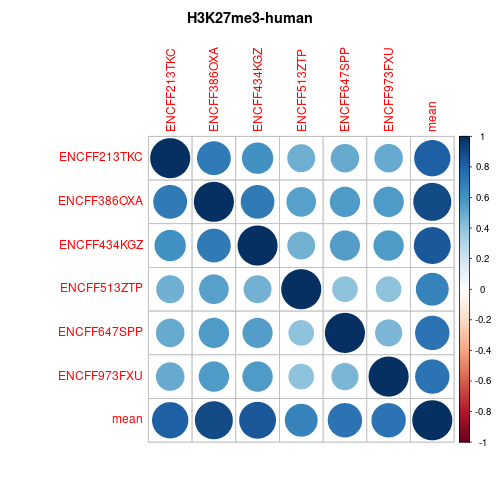 H3K27me3-human
ENCFF213TKC
ENCFF386OXA
ENCFF434KGZ
ENCFF513ZTP
ENCFF647SPP
ENCFF973FXU
mean
ENCFF213TKC
ENCFF386OXA
ENCFF434KGZ
ENCFF513ZTP
ENCFF647SPP
ENCFF973FXU
mean
1
0.8
0.6
0.4
0.2
0
-0.2
-0.4
-0.6
-0.8
-1